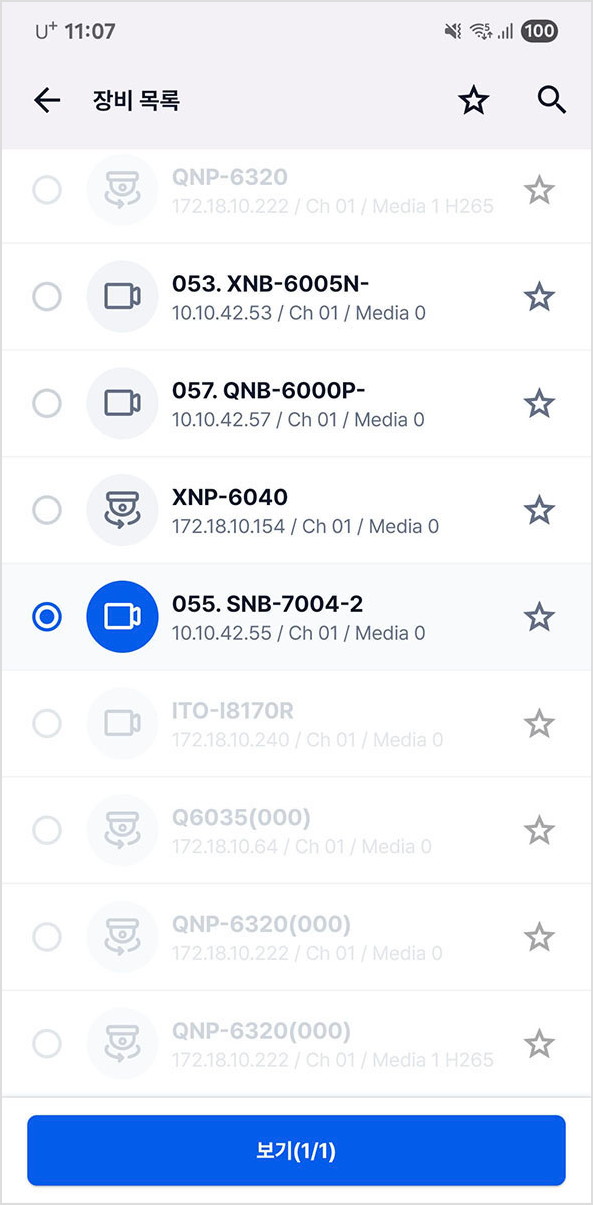 U+ 11:07
5
100
장비 목록
QNP-6320
172.18.10.222 / Ch 01 / Media 1 H265
053. XNB-6005N-
10.10.42.53 / Ch 01 / Media 0
057. QNB-6000P-
10.10.42.57 / Ch 01 / Media 0
XNP-6040
172.18.10.154 / Ch 01 / Media 0
055. SNB-7004-2
10.10.42.55 / Ch 01 / Media 0
ITO-I8170R
172.18.10.240 / Ch 01 / Media 0
Q6035(000)
172.18.10.64 / Ch 01 / Media 0
QNP-6320(000)
172.18.10.222 / Ch 01 / Media 0
QNP-6320(000)
172.18.10.222 / Ch 01 / Media 1 H265
보기(1/1)